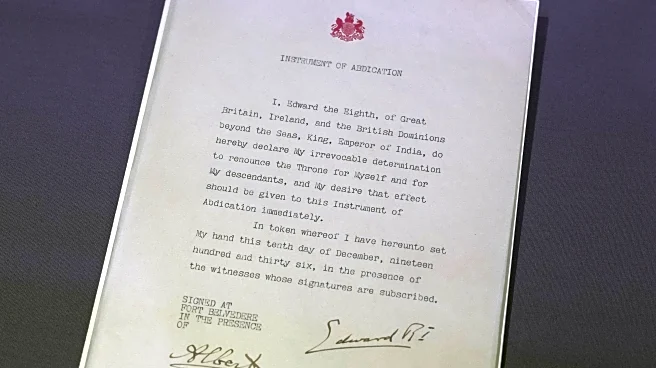 INSTRUMENT OF ABDICATION
I, Edward the Eighth, of Great
Britain, Ireland, and the British Dominions
beyond the Seas, King, Emperor of India, do
hereby declare My irrevocable determination
to renounce the Throne for Myself and for
My descendants, and My desire that effect
should be given to this Instrument of
Abdication immediately.
In token whereof I have hereunto set
My hand this tenth day of December, nineteen
hundred and thirty six, in the presence of
the witnesses whose signatures are subscribed.
SIGNED AT
FORT BELVEDERE
IN THE PRESENCE
OF
Edward RI
Albert